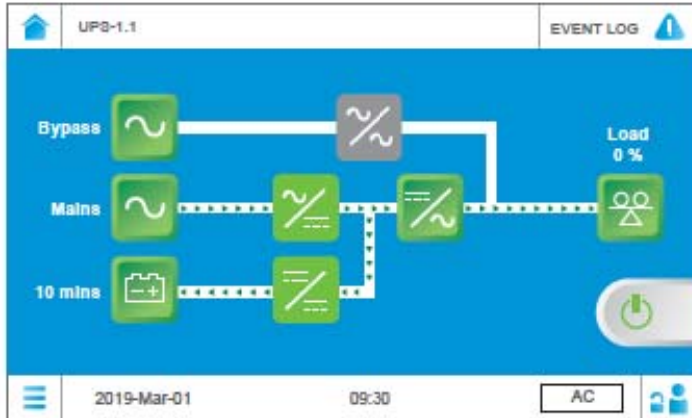 UPS-1.1
EVENT LOG
Bypass
Load
0 %
Mains
10 mins
2019-Mar-01
09:30
AC